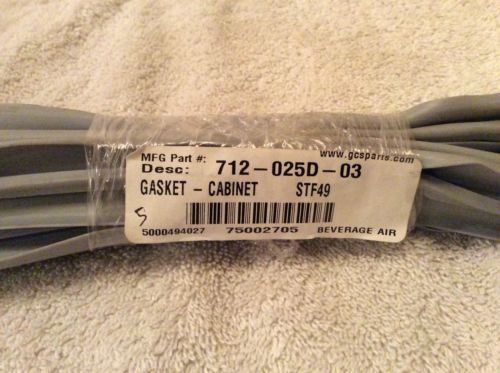 www.gcsparts.com
MFG Part #: 712-025D-03
Desc:
GASKET - CABINET STF49
5
5000494027 75002705 BEVERAGE AIR